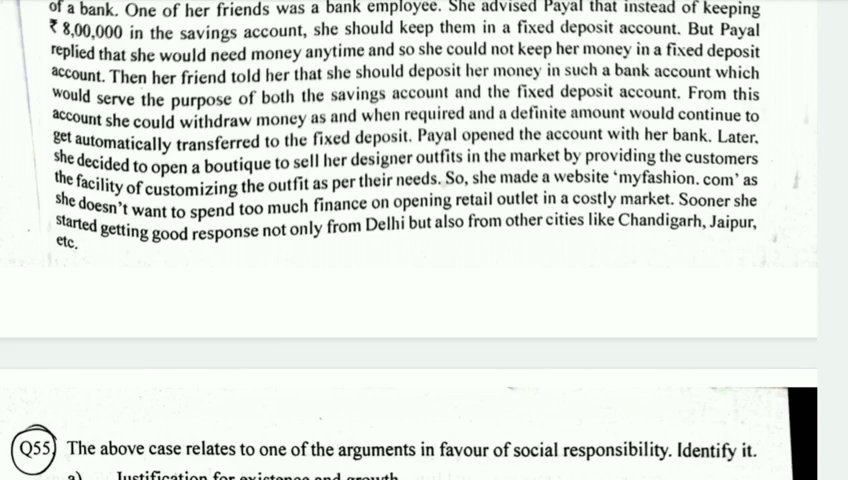 of a bank. One of her friends was a bank employee. She advised Payal that instead of keeping
₹ 8,00,000 in the savings account, she should keep them in a fixed deposit account. But Payal
replied that she would need money anytime and so she could not keep her money in a fixed deposit
account. Then her friend told her that she should deposit her money in such a bank account which
would serve the purpose of both the savings account and the fixed deposit account. From this
account she could withdraw money as and when required and a definite amount would continue to
get automatically transferred to the fixed deposit. Payal opened the account with her bank. Later,
she decided to open a boutique to sell her designer outfits in the market by providing the customers
the facility of customizing the outfit as per their needs. So, she made a website ‘myfashion. com’ as
she doesn’t want to spend too much finance on opening retail outlet in a costly market. Sooner she
started getting good response not only from Delhi but also from other cities like Chandigarh, Jaipur,
etc.
Q55) The above case relates to one of the arguments in favour of social responsibility. Identify it.
a) Justification for existence and growth